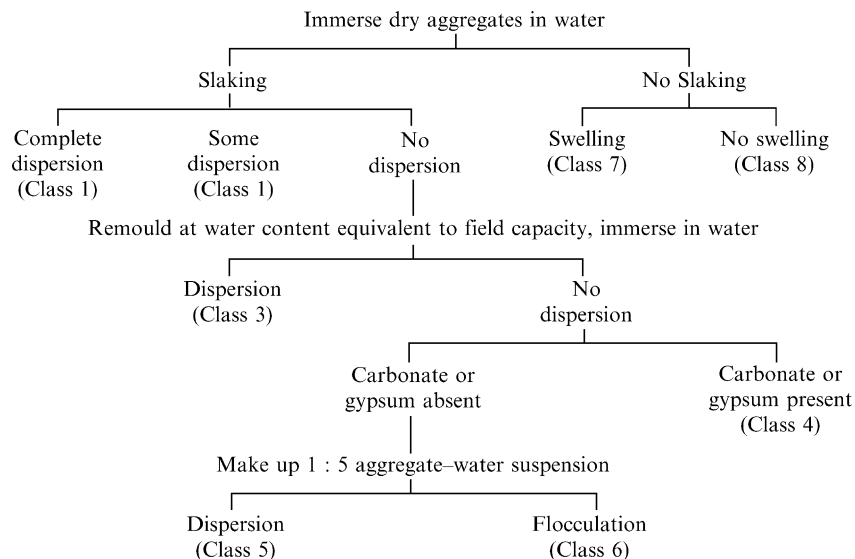 Immerse dry aggregates in water
Slaking
No Slaking
Complete
dispersion
(Class 1)
Some
dispersion
(Class 1)
No
dispersion
Swelling
(Class 7)
No swelling
(Class 8)
Remould at water content equivalent to field capacity, immerse in water
Dispersion
(Class 3)
No
dispersion
Carbonate or
gypsum absent
Carbonate or
gypsum present
(Class 4)
Make up 1 : 5 aggregate–water suspension
Dispersion
(Class 5)
Flocculation
(Class 6)